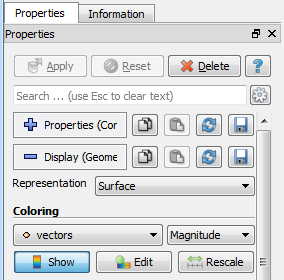 Properties Information
Properties
Apply Reset Delete ?
Search ... (use Esc to clear text)
Properties (Cor
Display (Geome
Representation Surface
Coloring
vectors Magnitude
Show Edit Rescale